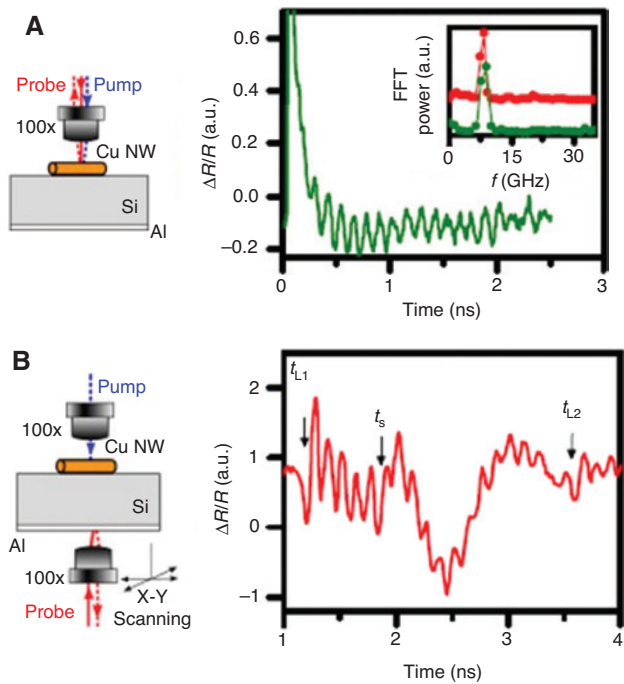 A
Probe
Pump
100x
Cu NW
Si
Al
ΔR/R (a.u.)
0.6
0.4
0.2
0.0
−0.2
0
1
2
3
Time (ns)
FFT
power (a.u.)
0
15
30
f (GHz)
B
Pump
100x
Cu NW
Si
Al
100x
X-Y
Scanning
Probe
ΔR/R (a.u.)
2
1
0
−1
tL1
ts
tL2
1
2
3
4
Time (ns)